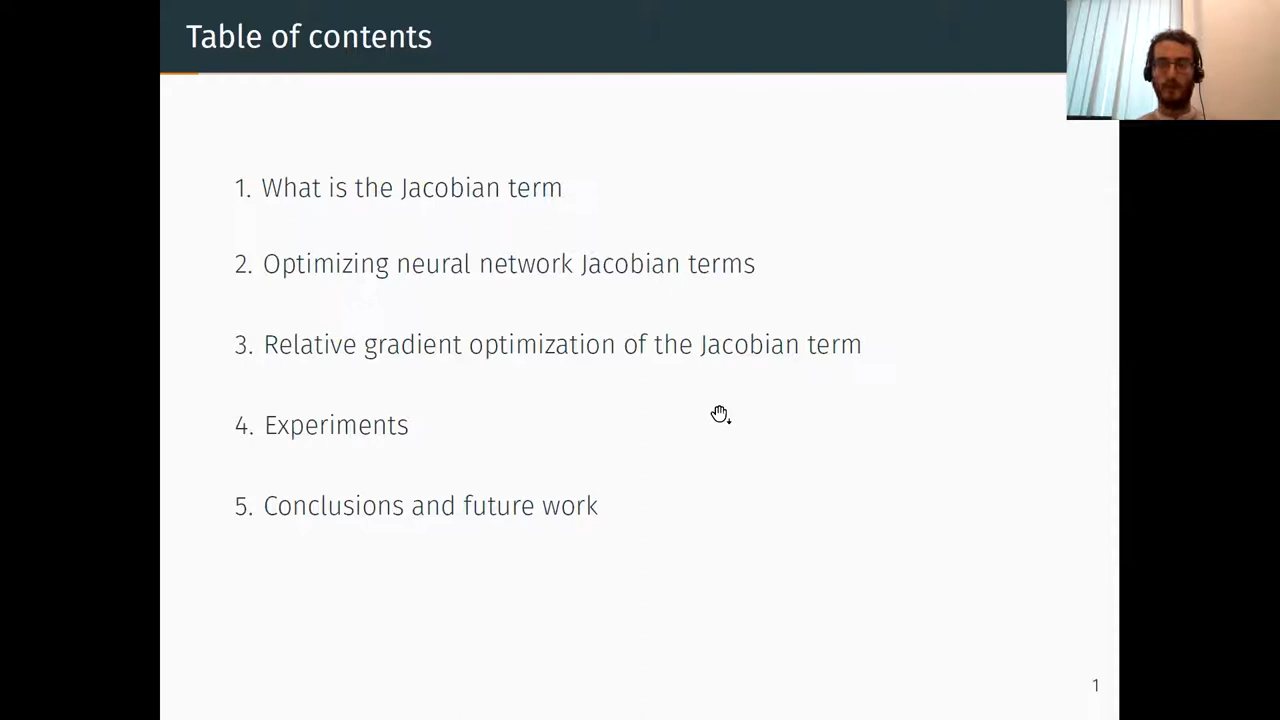 Table of contents
1. What is the Jacobian term
2. Optimizing neural network Jacobian terms
3. Relative gradient optimization of the Jacobian term
4. Experiments
5. Conclusions and future work
1